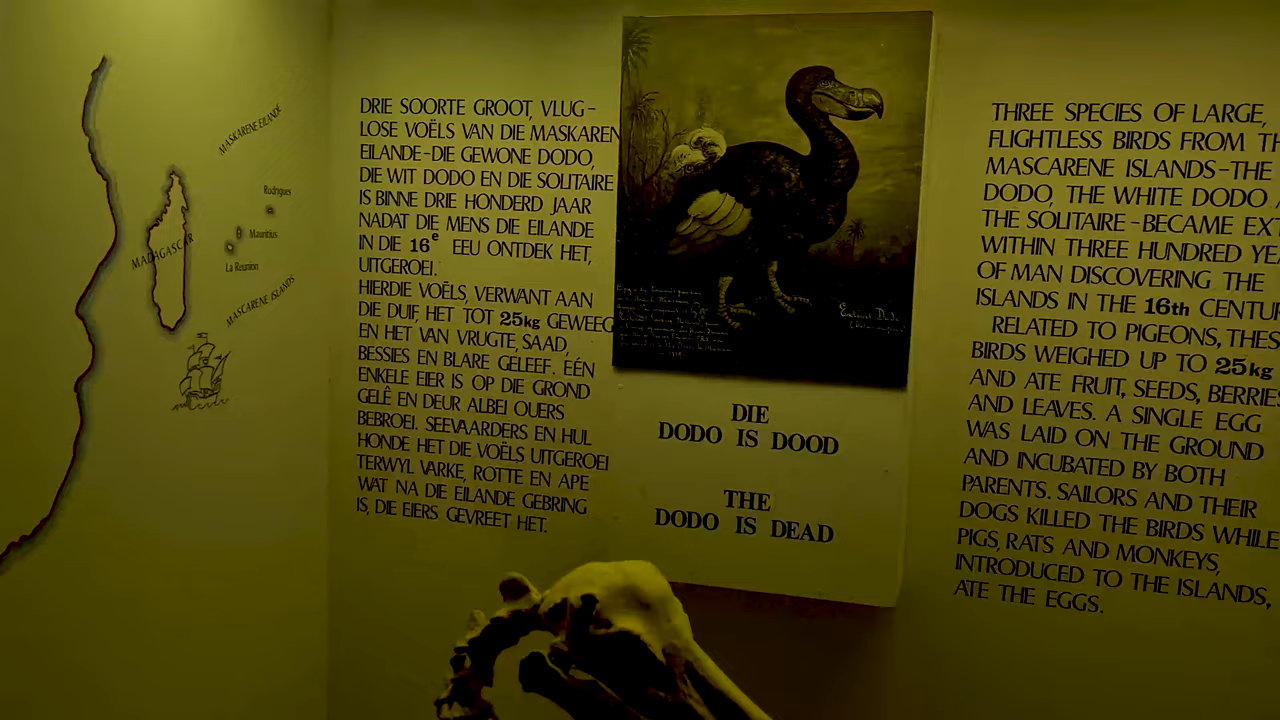 MASKARENE EILANDE
Rodrigues
Mauritius
MADAGASCAR
La Reunion
MASKARENE ISLANDS
DRIE SOORTE GROOT, VLUG-
LOSE VOËLS VAN DIE MASKAREN
EILANDE-DIE GEWONE DODO,
DIE WIT DODO EN DIE SOLITAIRE
IS BINNE DRIE HONDERD JAAR
NADAT DIE MENS DIE EILANDE
IN DIE 16e EEU ONTDEK HET,
UITGEROEI.
HIERDIE VOËLS, VERWANT AAN
DIE DUIF, HET TOT 25kg GEWEEG
EN HET VAN VRUGTE, SAAD,
BESSIES EN BLARE GELEEF. EÉN
ENKELE EIER IS OP DIE GROND
GELÊ EN DEUR ALBEI OUERS
BEBROEI. SEEVAARDERS EN HUL
HONDE HET DIE VOËLS UITGEROEI
TERWYL VARKE, ROTTE EN APE
WAT NA DIE EILANDE GEBRING
IS, DIE EIERS GEVREET HET.
DIE
DODO IS DOOD
THE
DODO IS DEAD
THREE SPECIES OF LARGE,
FLIGHTLESS BIRDS FROM TH
MASCARENE ISLANDS-THE
DODO, THE WHITE DODO A
THE SOLITAIRE-BECAME EXT
WITHIN THREE HUNDRED YEA
OF MAN DISCOVERING THE
ISLANDS IN THE 16th CENTUR
RELATED TO PIGEONS, THES
BIRDS WEIGHED UP TO 25kg
AND ATE FRUIT, SEEDS, BERRIES
AND LEAVES. A SINGLE EGG
WAS LAID ON THE GROUND
AND INCUBATED BY BOTH
PARENTS. SAILORS AND THEIR
DOGS KILLED THE BIRDS WHILE
PIGS, RATS AND MONKEYS,
INTRODUCED TO THE ISLANDS,
ATE THE EGGS.